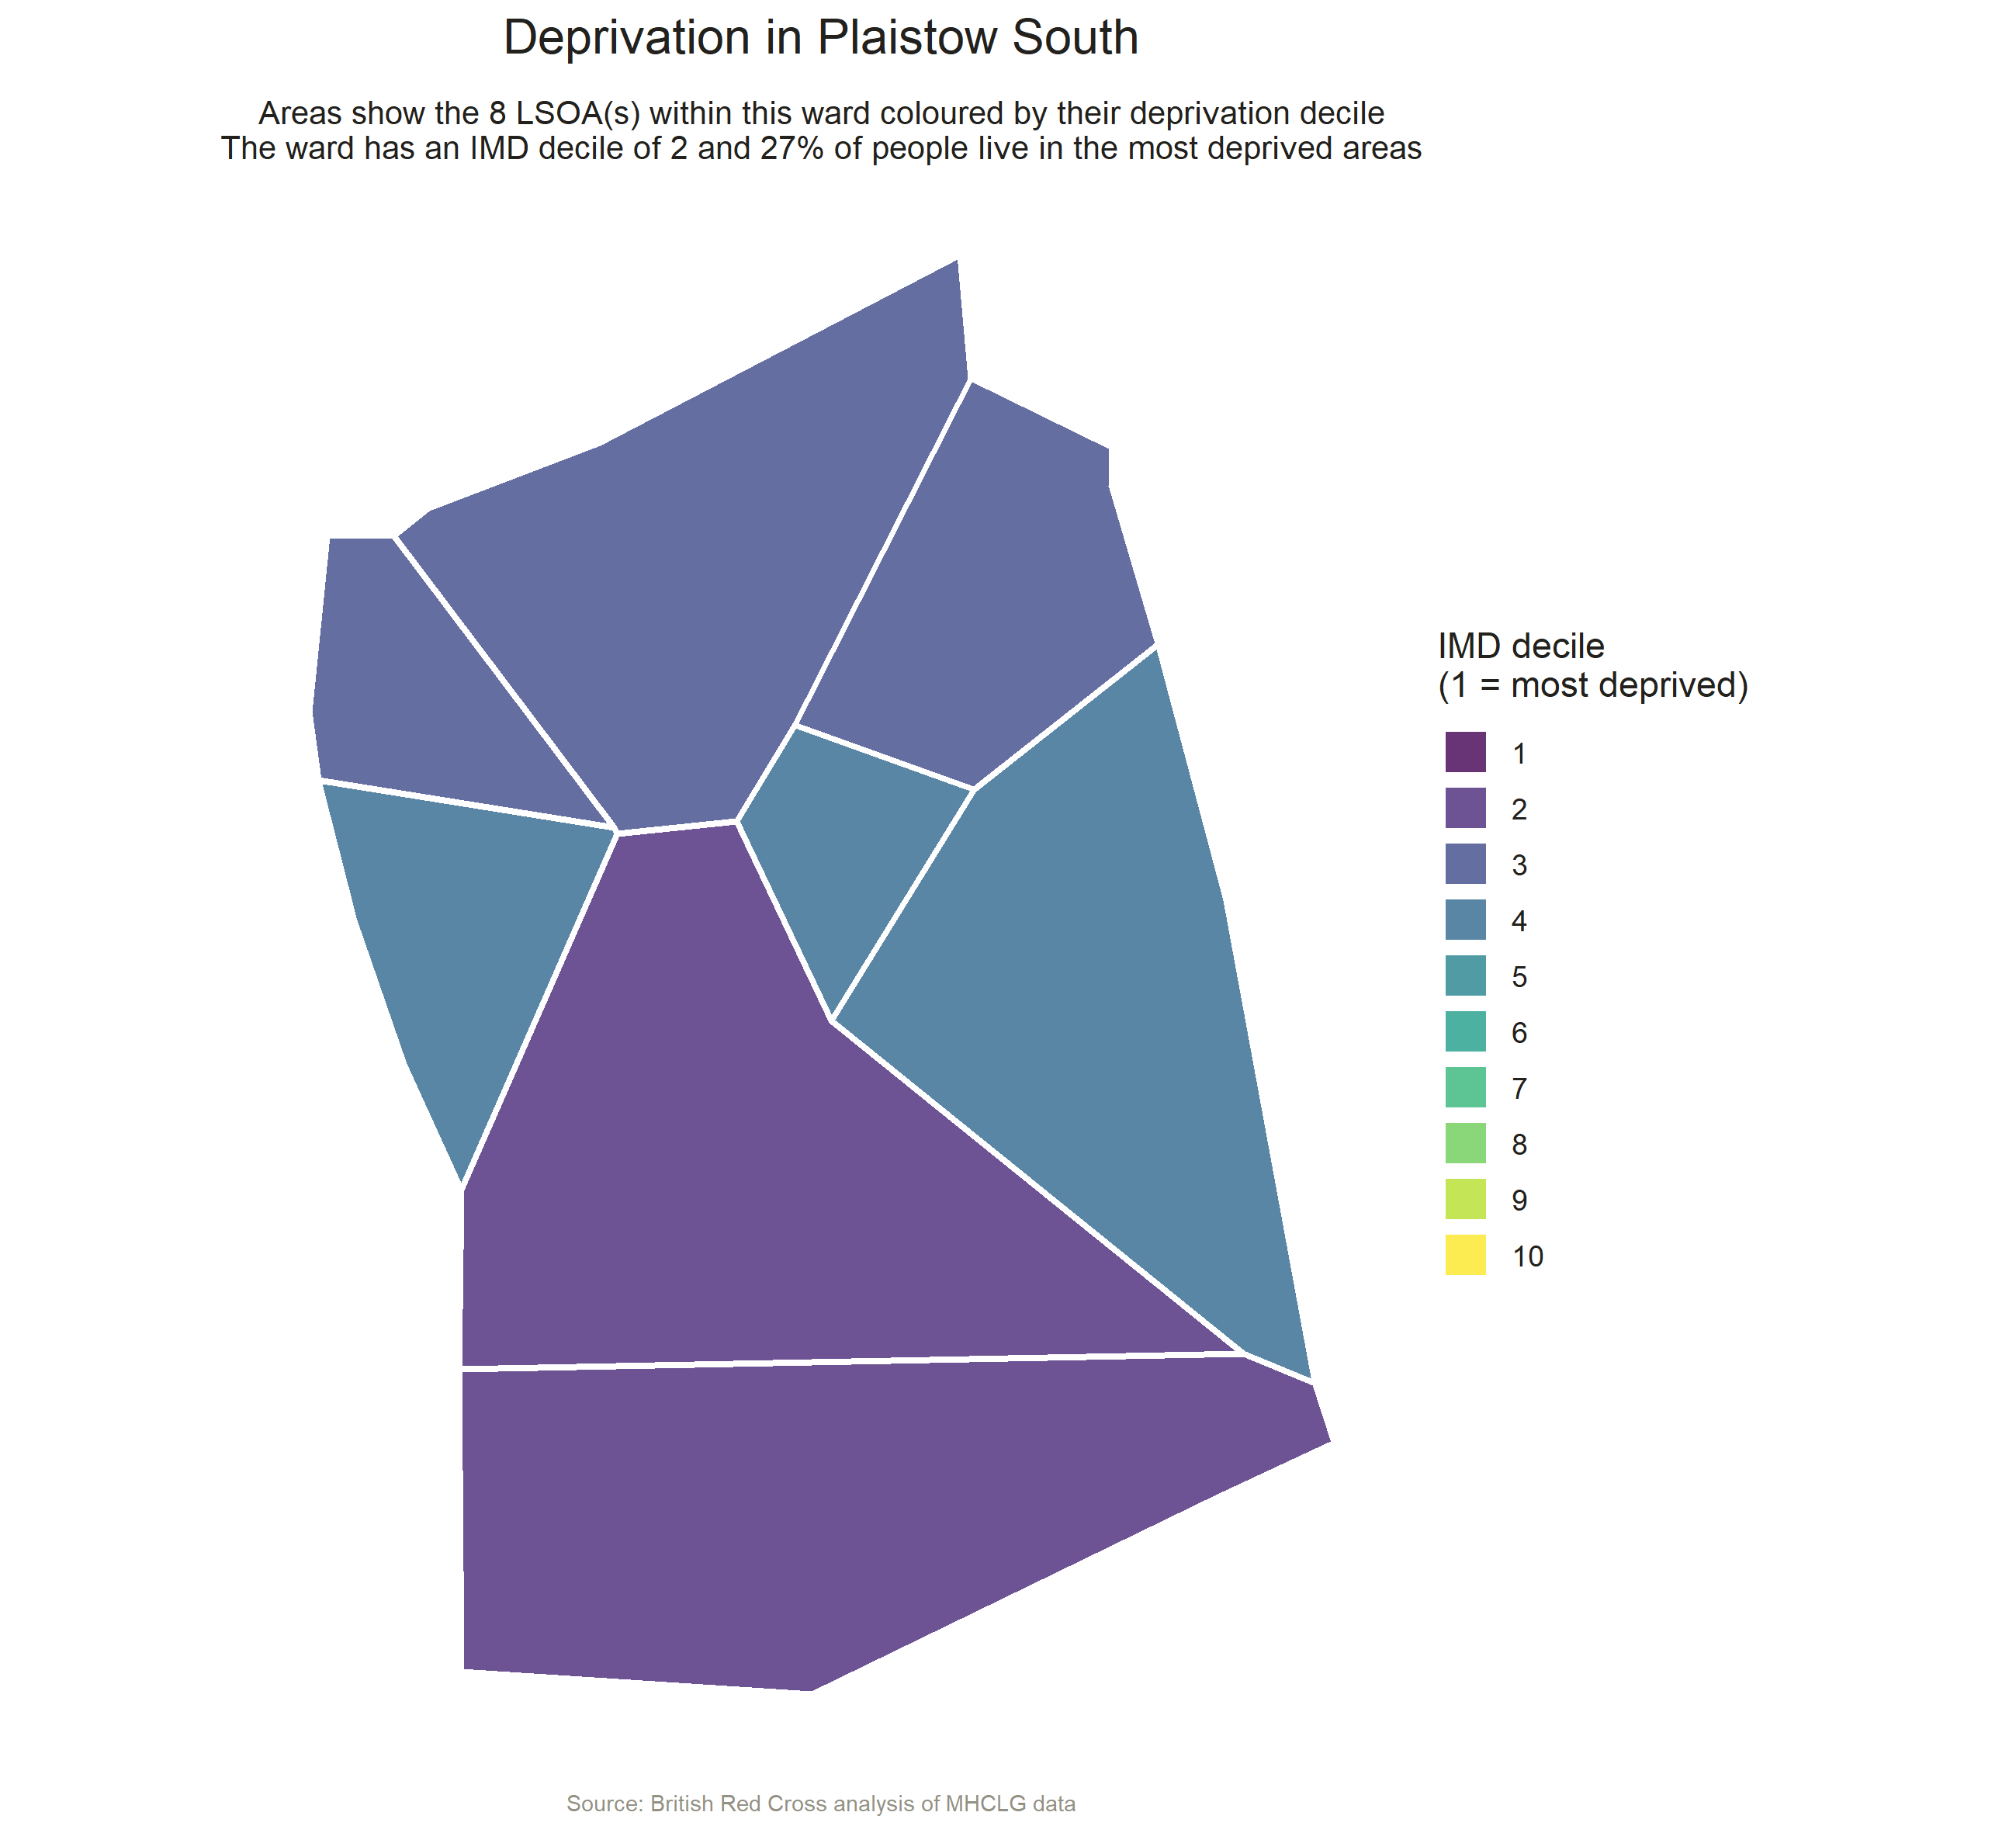 Deprivation in Plaistow South
Areas show the 8 LSOA(s) within this ward coloured by their deprivation decile
The ward has an IMD decile of 2 and 27% of people live in the most deprived areas
IMD decile
(1 = most deprived)
1
2
3
4
5
6
7
8
9
10
Source: British Red Cross analysis of MHCLG data